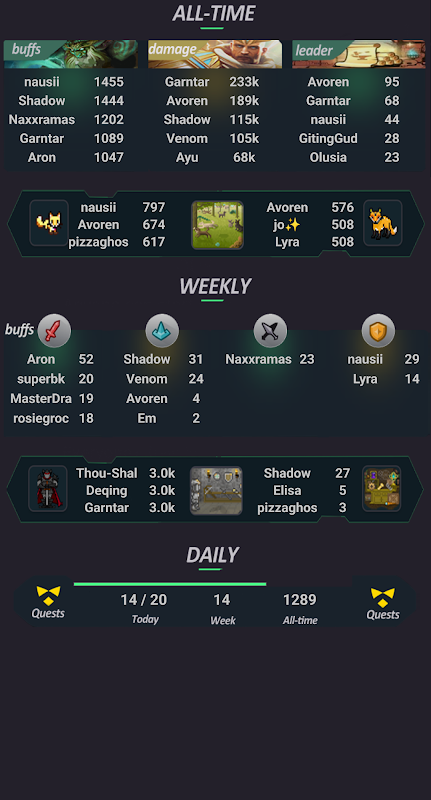 ALL-TIME
buffs damage leader
nausii 1455 Garntar 233k Avoren 95
Shadow 1444 Avoren 189k Garntar 68
Naxxramas 1202 Shadow 115k nausii 44
Garntar 1089 Venom 105k GitingGud 28
Aron 1047 Ayu 68k Olusia 23
nausii 797 Avoren 576
Avoren 674 jo✨ 508
pizzaghos 617 Lyra 508
WEEKLY
buffs
Aron 52 Shadow 31 Naxxramas 23 nausii 29
superbk 20 Venom 24 Lyra 14
MasterDra 19 Avoren 4
rosiegroc 18 Em 2
Thou-Shal 3.0k Shadow 27
Deqing 3.0k Elisa 5
Garntar 3.0k pizzaghos 3
DAILY
14 / 20 14 1289
Quests Today Week All-time Quests